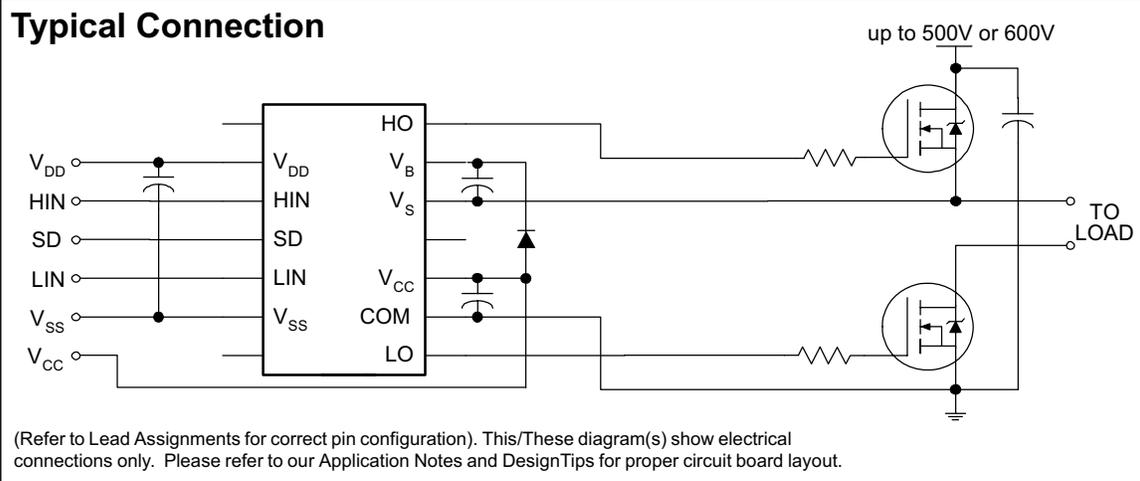 Typical Connection
up to 500V or 600V
HO
VDD
VDD
VB
HIN
HIN
VS
TO
LOAD
SD
SD
LIN
LIN
VCC
VSS
VSS
COM
VCC
LO
(Refer to Lead Assignments for correct pin configuration). This/These diagram(s) show electrical
connections only. Please refer to our Application Notes and DesignTips for proper circuit board layout.